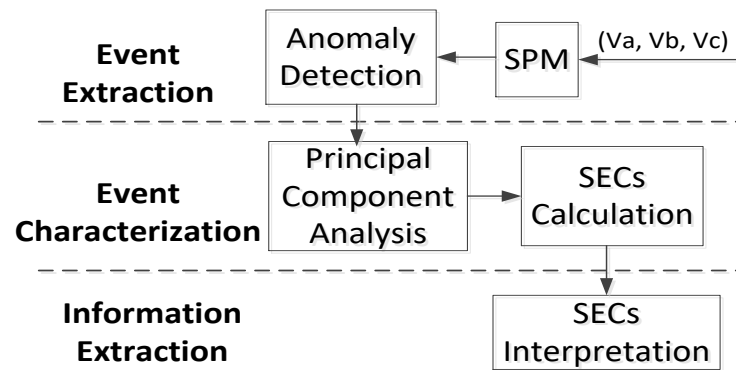 Event
Extraction
Anomaly
Detection
SPM
(Va, Vb, Vc)
Event
Characterization
Principal
Component
Analysis
SECs
Calculation
Information
Extraction
SECs
Interpretation